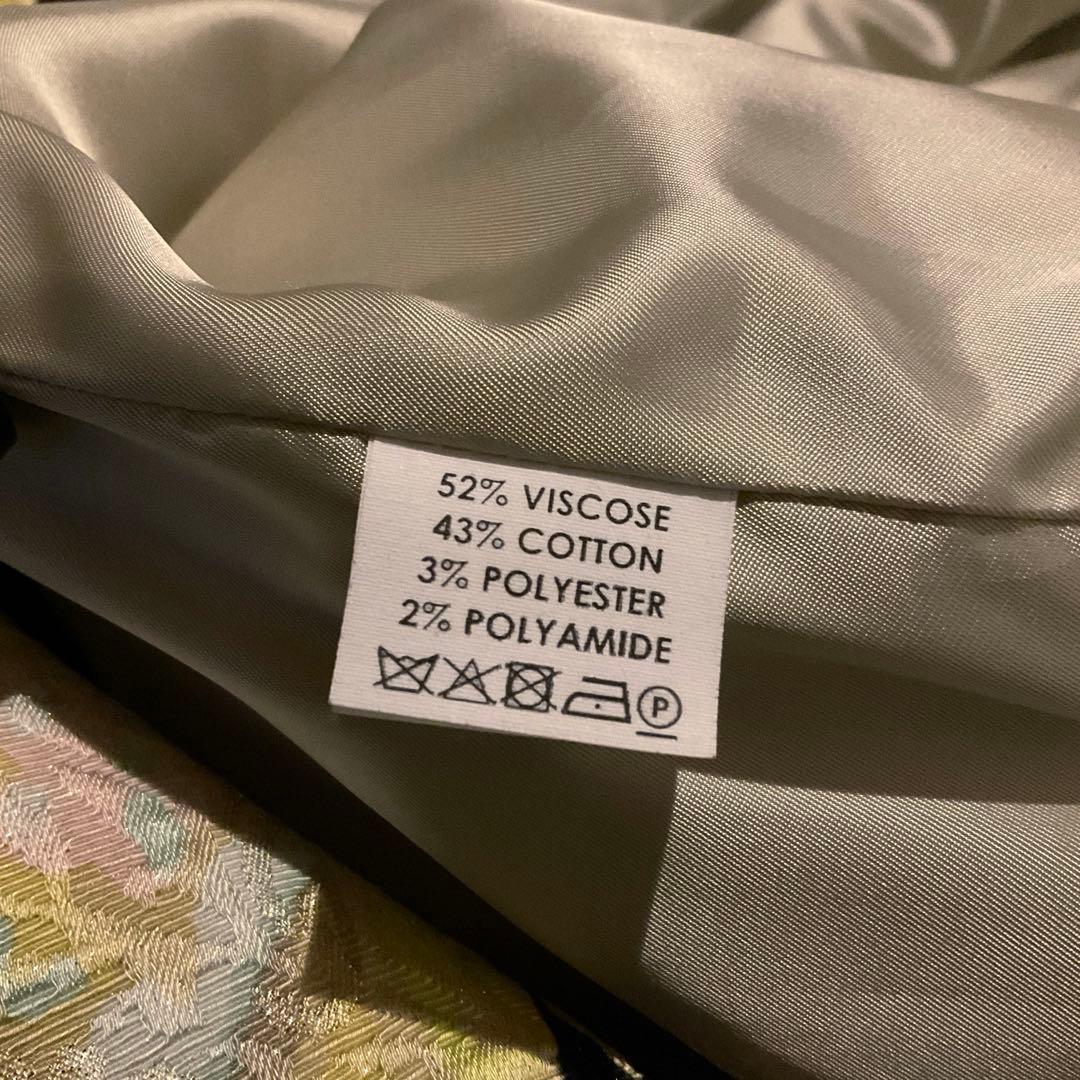 52% VISCOSE
43% COTTON
3% POLYESTER
2% POLYAMIDE
P